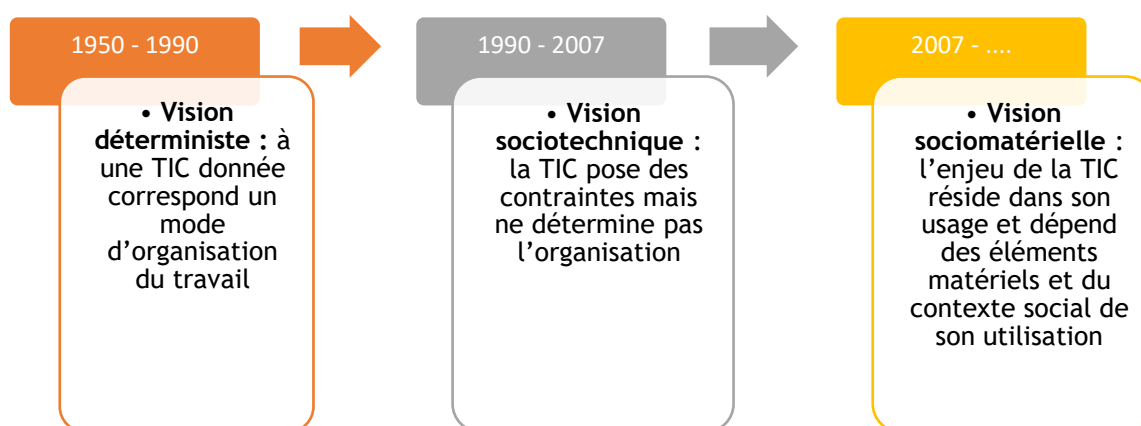 1950 - 1990
• Vision
déterministe : à
une TIC donnée
correspond un
mode
d’organisation
du travail
1990 - 2007
• Vision
sociotechnique :
la TIC pose des
contraintes mais
ne détermine pas
l’organisation
2007 - ....
• Vision
sociomatérielle :
l’enjeu de la TIC
réside dans son
usage et dépend
des éléments
matériels et du
contexte social de
son utilisation